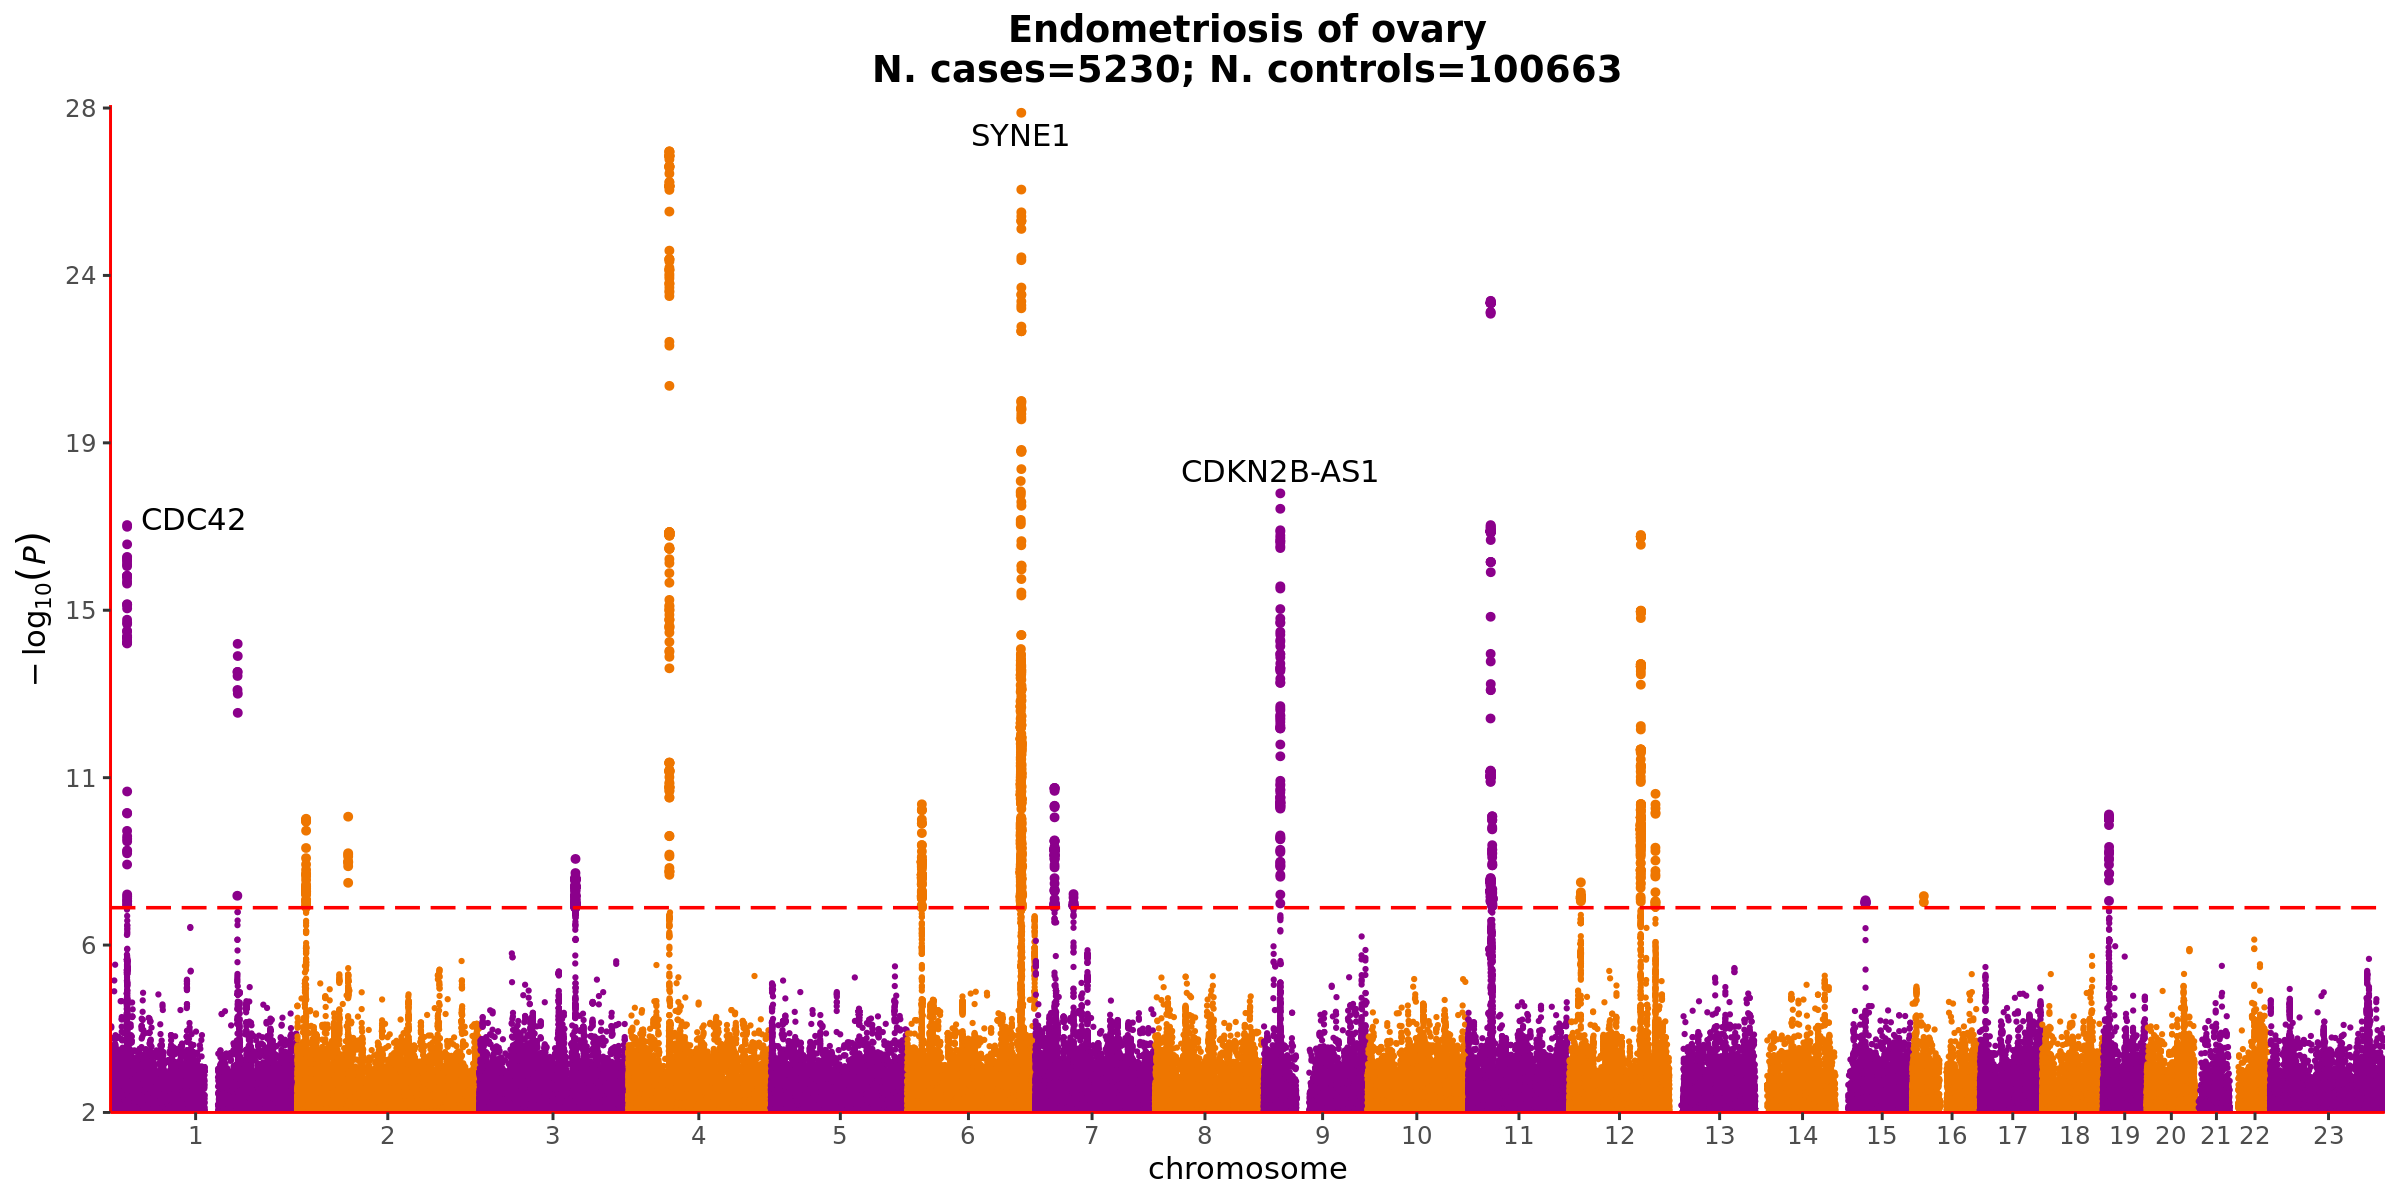 Endometriosis of ovary
N. cases=5230; N. controls=100663
28
24
19
15
11
6
2
−log10(P)
SYNE1
CDKN2B-AS1
CDC42
1 2 3 4 5 6 7 8 9 10 11 12 13 14 15 16 17 18 19 20 21 22 23
chromosome